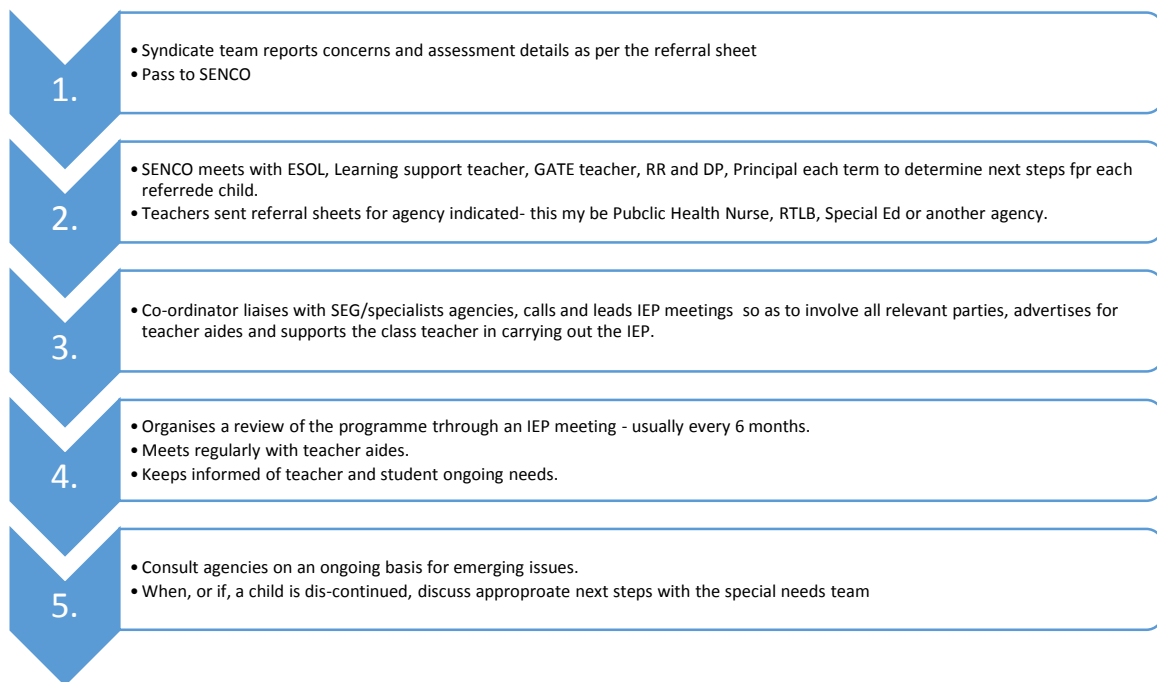 1.
• Syndicate team reports concerns and assessment details as per the referral sheet
• Pass to SENCO
2.
• SENCO meets with ESOL, Learning support teacher, GATE teacher, RR and DP, Principal each term to determine next steps fpr each
referrede child.
• Teachers sent referral sheets for agency indicated- this my be Pubclic Health Nurse, RTLB, Special Ed or another agency.
3.
• Co-ordinator liaises with SEG/specialists agencies, calls and leads IEP meetings so as to involve all relevant parties, advertises for
teacher aides and supports the class teacher in carrying out the IEP.
4.
• Organises a review of the programme trhrough an IEP meeting - usually every 6 months.
• Meets regularly with teacher aides.
• Keeps informed of teacher and student ongoing needs.
5.
• Consult agencies on an ongoing basis for emerging issues.
• When, or if, a child is dis-continued, discuss approproate next steps with the special needs team